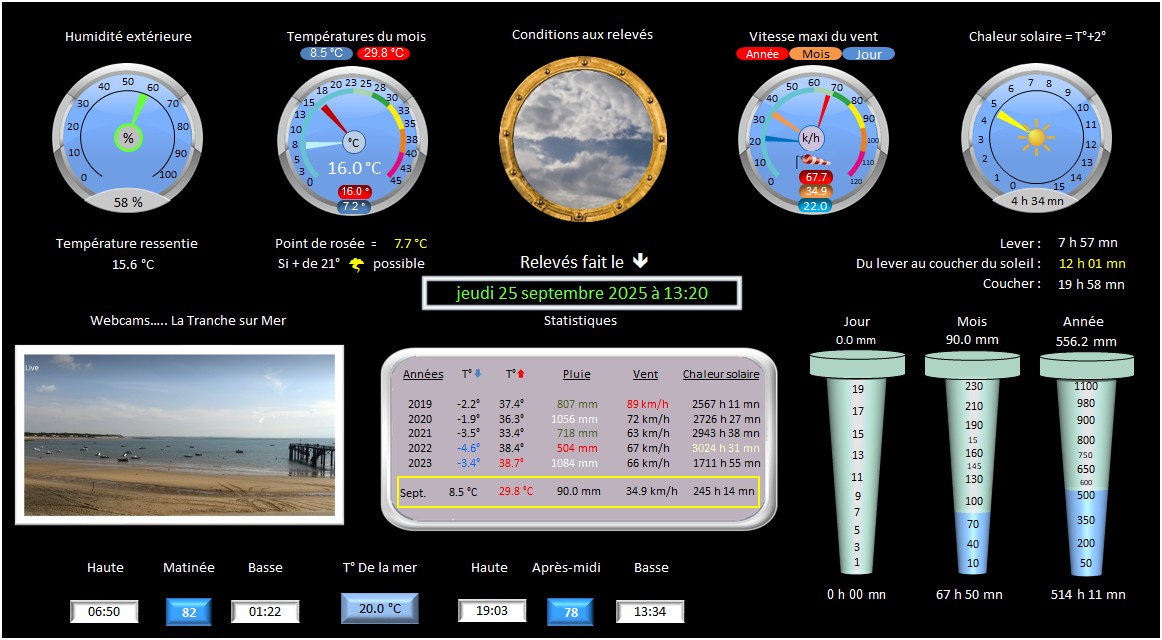 Humidité extérieure
Températures du mois
Conditions aux relevés
Vitesse maxi du vent
Chaleur solaire = T°+2°
8.5 °C 29.8 °C
Année Mois Jour
0 10 20 30 40 50 60 70 80 90 100
%
58 %
0 3 5 8 10 13 15 18 20 23 25 28 30 33 35 38 40 43 45
°C
16.0 °C
16.0 °
7.2 °
0 10 20 30 40 50 60 70 80 90 100 110 120
k/h
67.7
34.9
22.0
0 1 2 3 4 5 6 7 8 9 10 11 12 13 14 15
4 h 34 mn
Température ressentie
15.6 °C
Point de rosée = 7.7 °C
Si + de 21° possible
Relevés fait le
jeudi 25 septembre 2025 à 13:20
Lever : 7 h 57 mn
Du lever au coucher du soleil : 12 h 01 mn
Coucher : 19 h 58 mn
Webcams..... La Tranche sur Mer
Live
Statistiques
Années T° T° Pluie Vent Chaleur solaire
2019 -2.2° 37.4° 807 mm 89 km/h 2567 h 11 mn
2020 -1.9° 36.3° 1056 mm 72 km/h 2726 h 27 mn
2021 -3.5° 33.4° 718 mm 63 km/h 2943 h 38 mn
2022 -4.6° 38.4° 504 mm 67 km/h 3024 h 31 mn
2023 -3.4° 38.7° 1084 mm 66 km/h 1711 h 55 mn
Sept. 8.5 °C 29.8 °C 90.0 mm 34.9 km/h 245 h 14 mn
Jour
0.0 mm
19
17
15
13
11
9
7
5
3
1
0 h 00 mn
Mois
90.0 mm
230
210
190
15
160
145
130
100
70
40
10
67 h 50 mn
Année
556.2 mm
1100
980
900
800
750
650
600
500
350
200
50
514 h 11 mn
Haute Matinée Basse T° De la mer Haute Après-midi Basse
06:50 82 01:22 20.0 °C 19:03 78 13:34